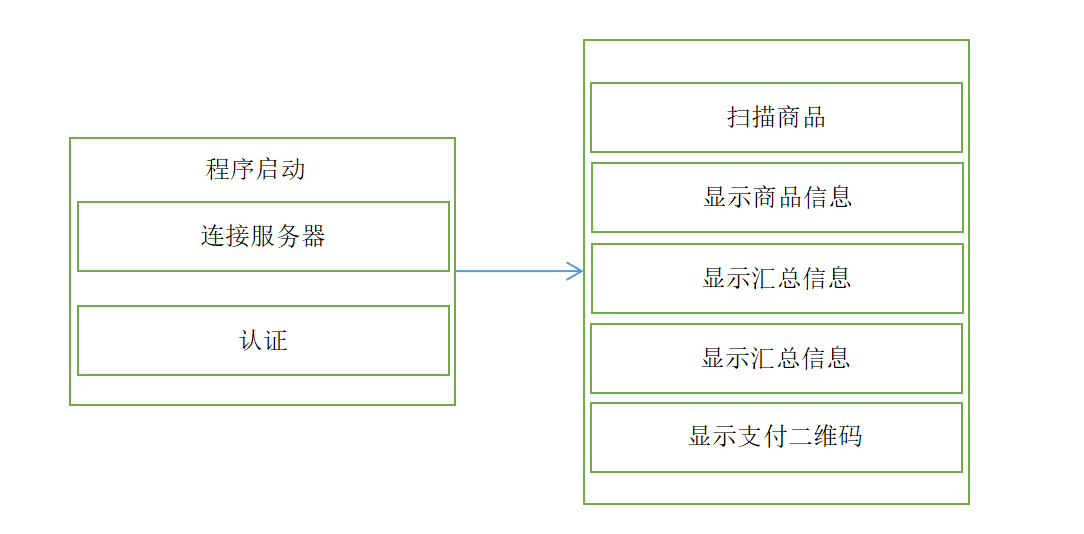 程序启动
连接服务器
认证
扫描商品
显示商品信息
显示汇总信息
显示汇总信息
显示支付二维码